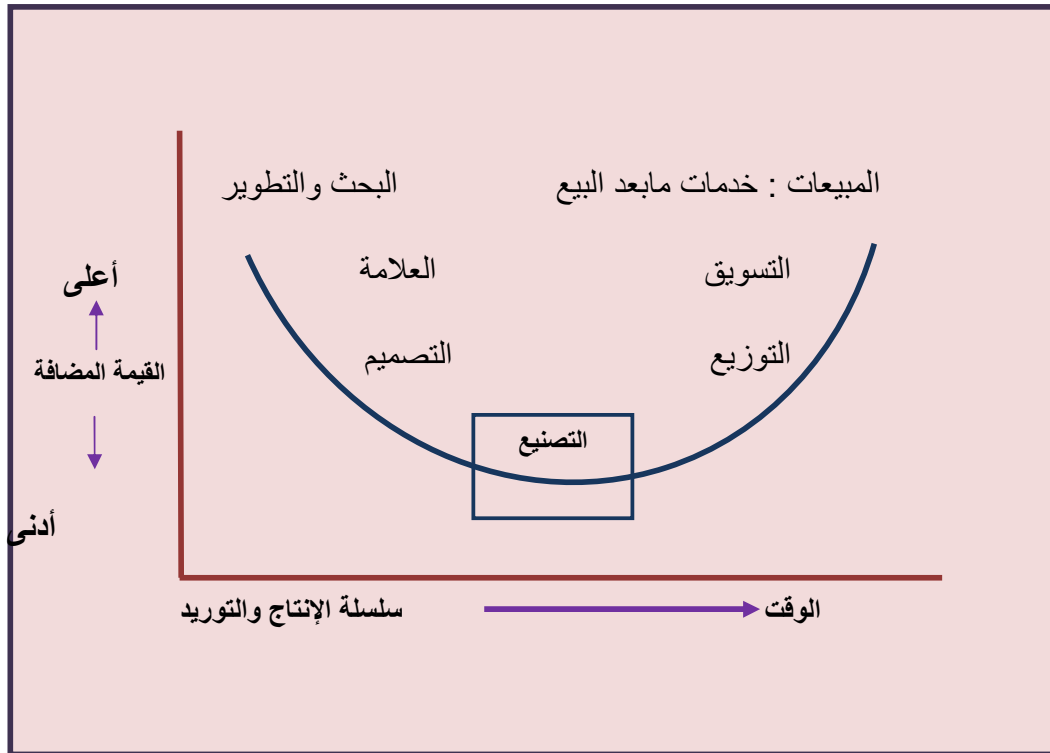 المبيعات : خدمات مابعد البيع
البحث والتطوير
التسويق
العلامة
أعلى
التوزيع
التصميم
القيمة المضافة
التصنيع
أدنى
الوقت
سلسلة الإنتاج والتوريد